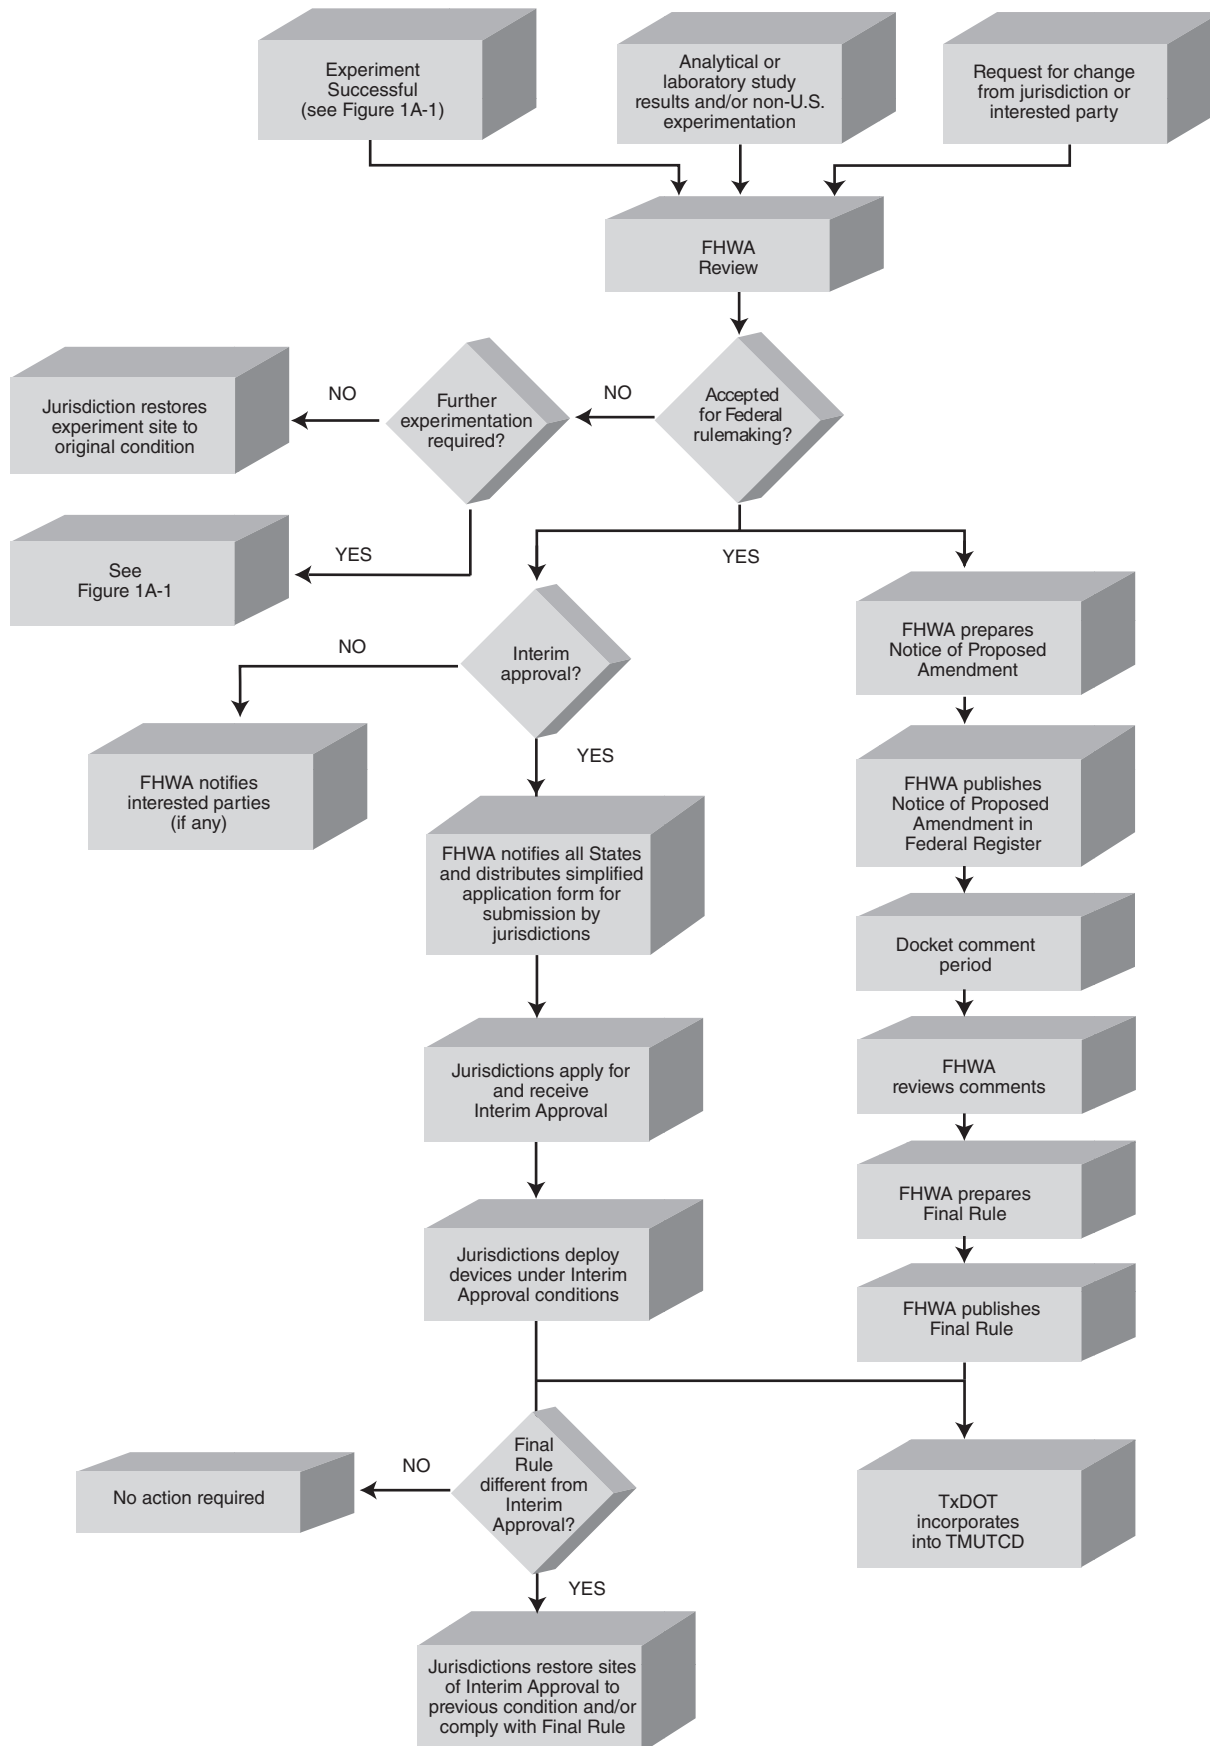 Experiment
Successful
(see Figure 1A-1)
Analytical or
laboratory study
results and/or non-U.S.
experimentation
Request for change
from jurisdiction or
interested party
FHWA
Review
Accepted
for Federal
rulemaking?
NO
Further
experimentation
required?
NO
Jurisdiction restores
experiment site to
original condition
YES
See
Figure 1A-1
YES
Interim
approval?
NO
FHWA notifies
interested parties
(if any)
YES
FHWA notifies all States
and distributes simplified
application form for
submission by
jurisdictions
Jurisdictions apply for
and receive
Interim Approval
Jurisdictions deploy
devices under Interim
Approval conditions
FHWA prepares
Notice of Proposed
Amendment
FHWA publishes
Notice of Proposed
Amendment in
Federal Register
Docket comment
period
FHWA
reviews comments
FHWA prepares
Final Rule
FHWA publishes
Final Rule
Final
Rule
different from
Interim
Approval?
NO
No action required
YES
Jurisdictions restore sites
of Interim Approval to
previous condition and/or
comply with Final Rule
TxDOT
incorporates
into TMUTCD